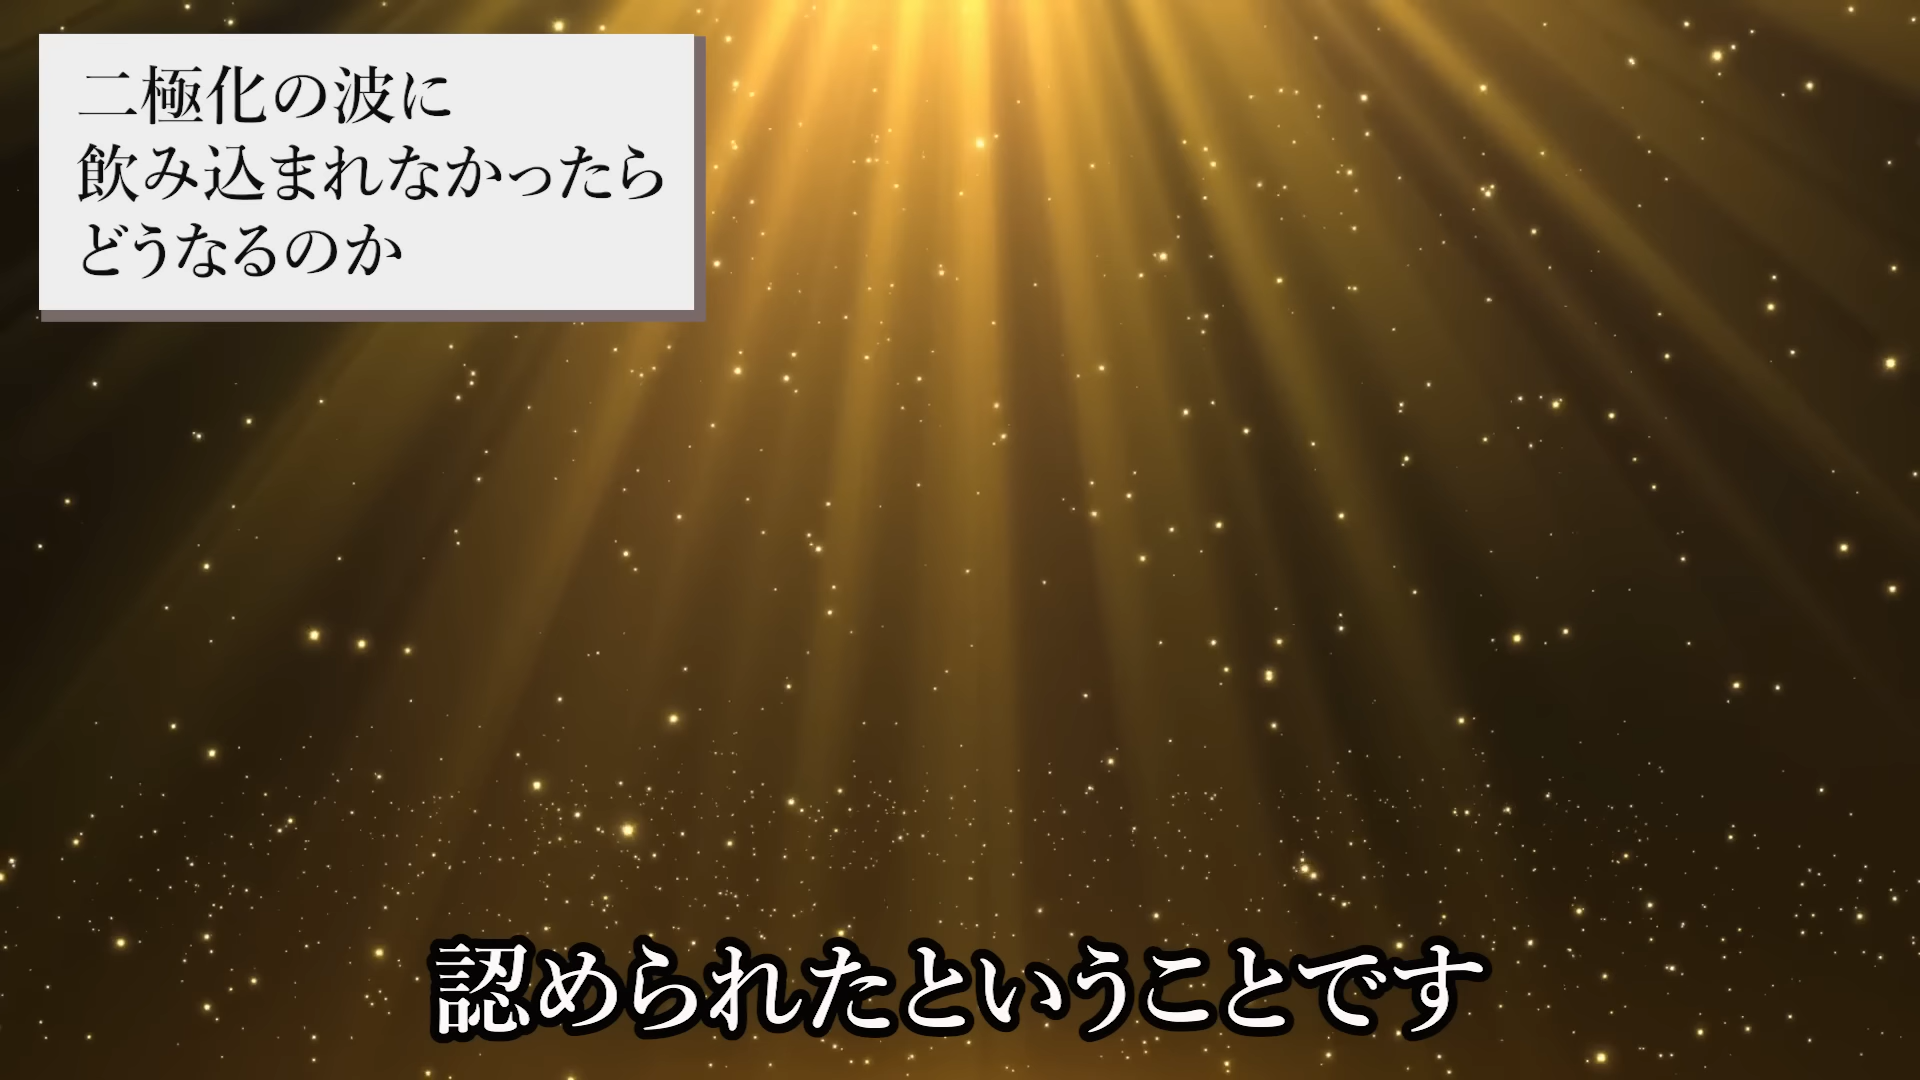 二極化の波に
飲み込まれなかったら
どうなるのか
認められたということです